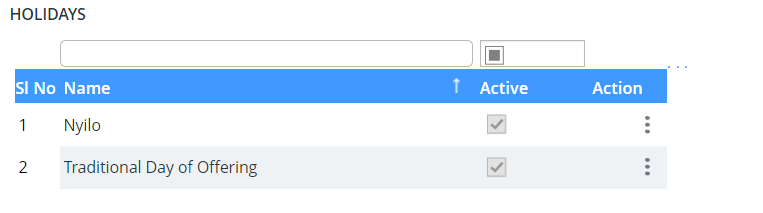 HOLIDAYS
...
Sl No Name ↑ Active Action
1 Nyilo
2 Traditional Day of Offering